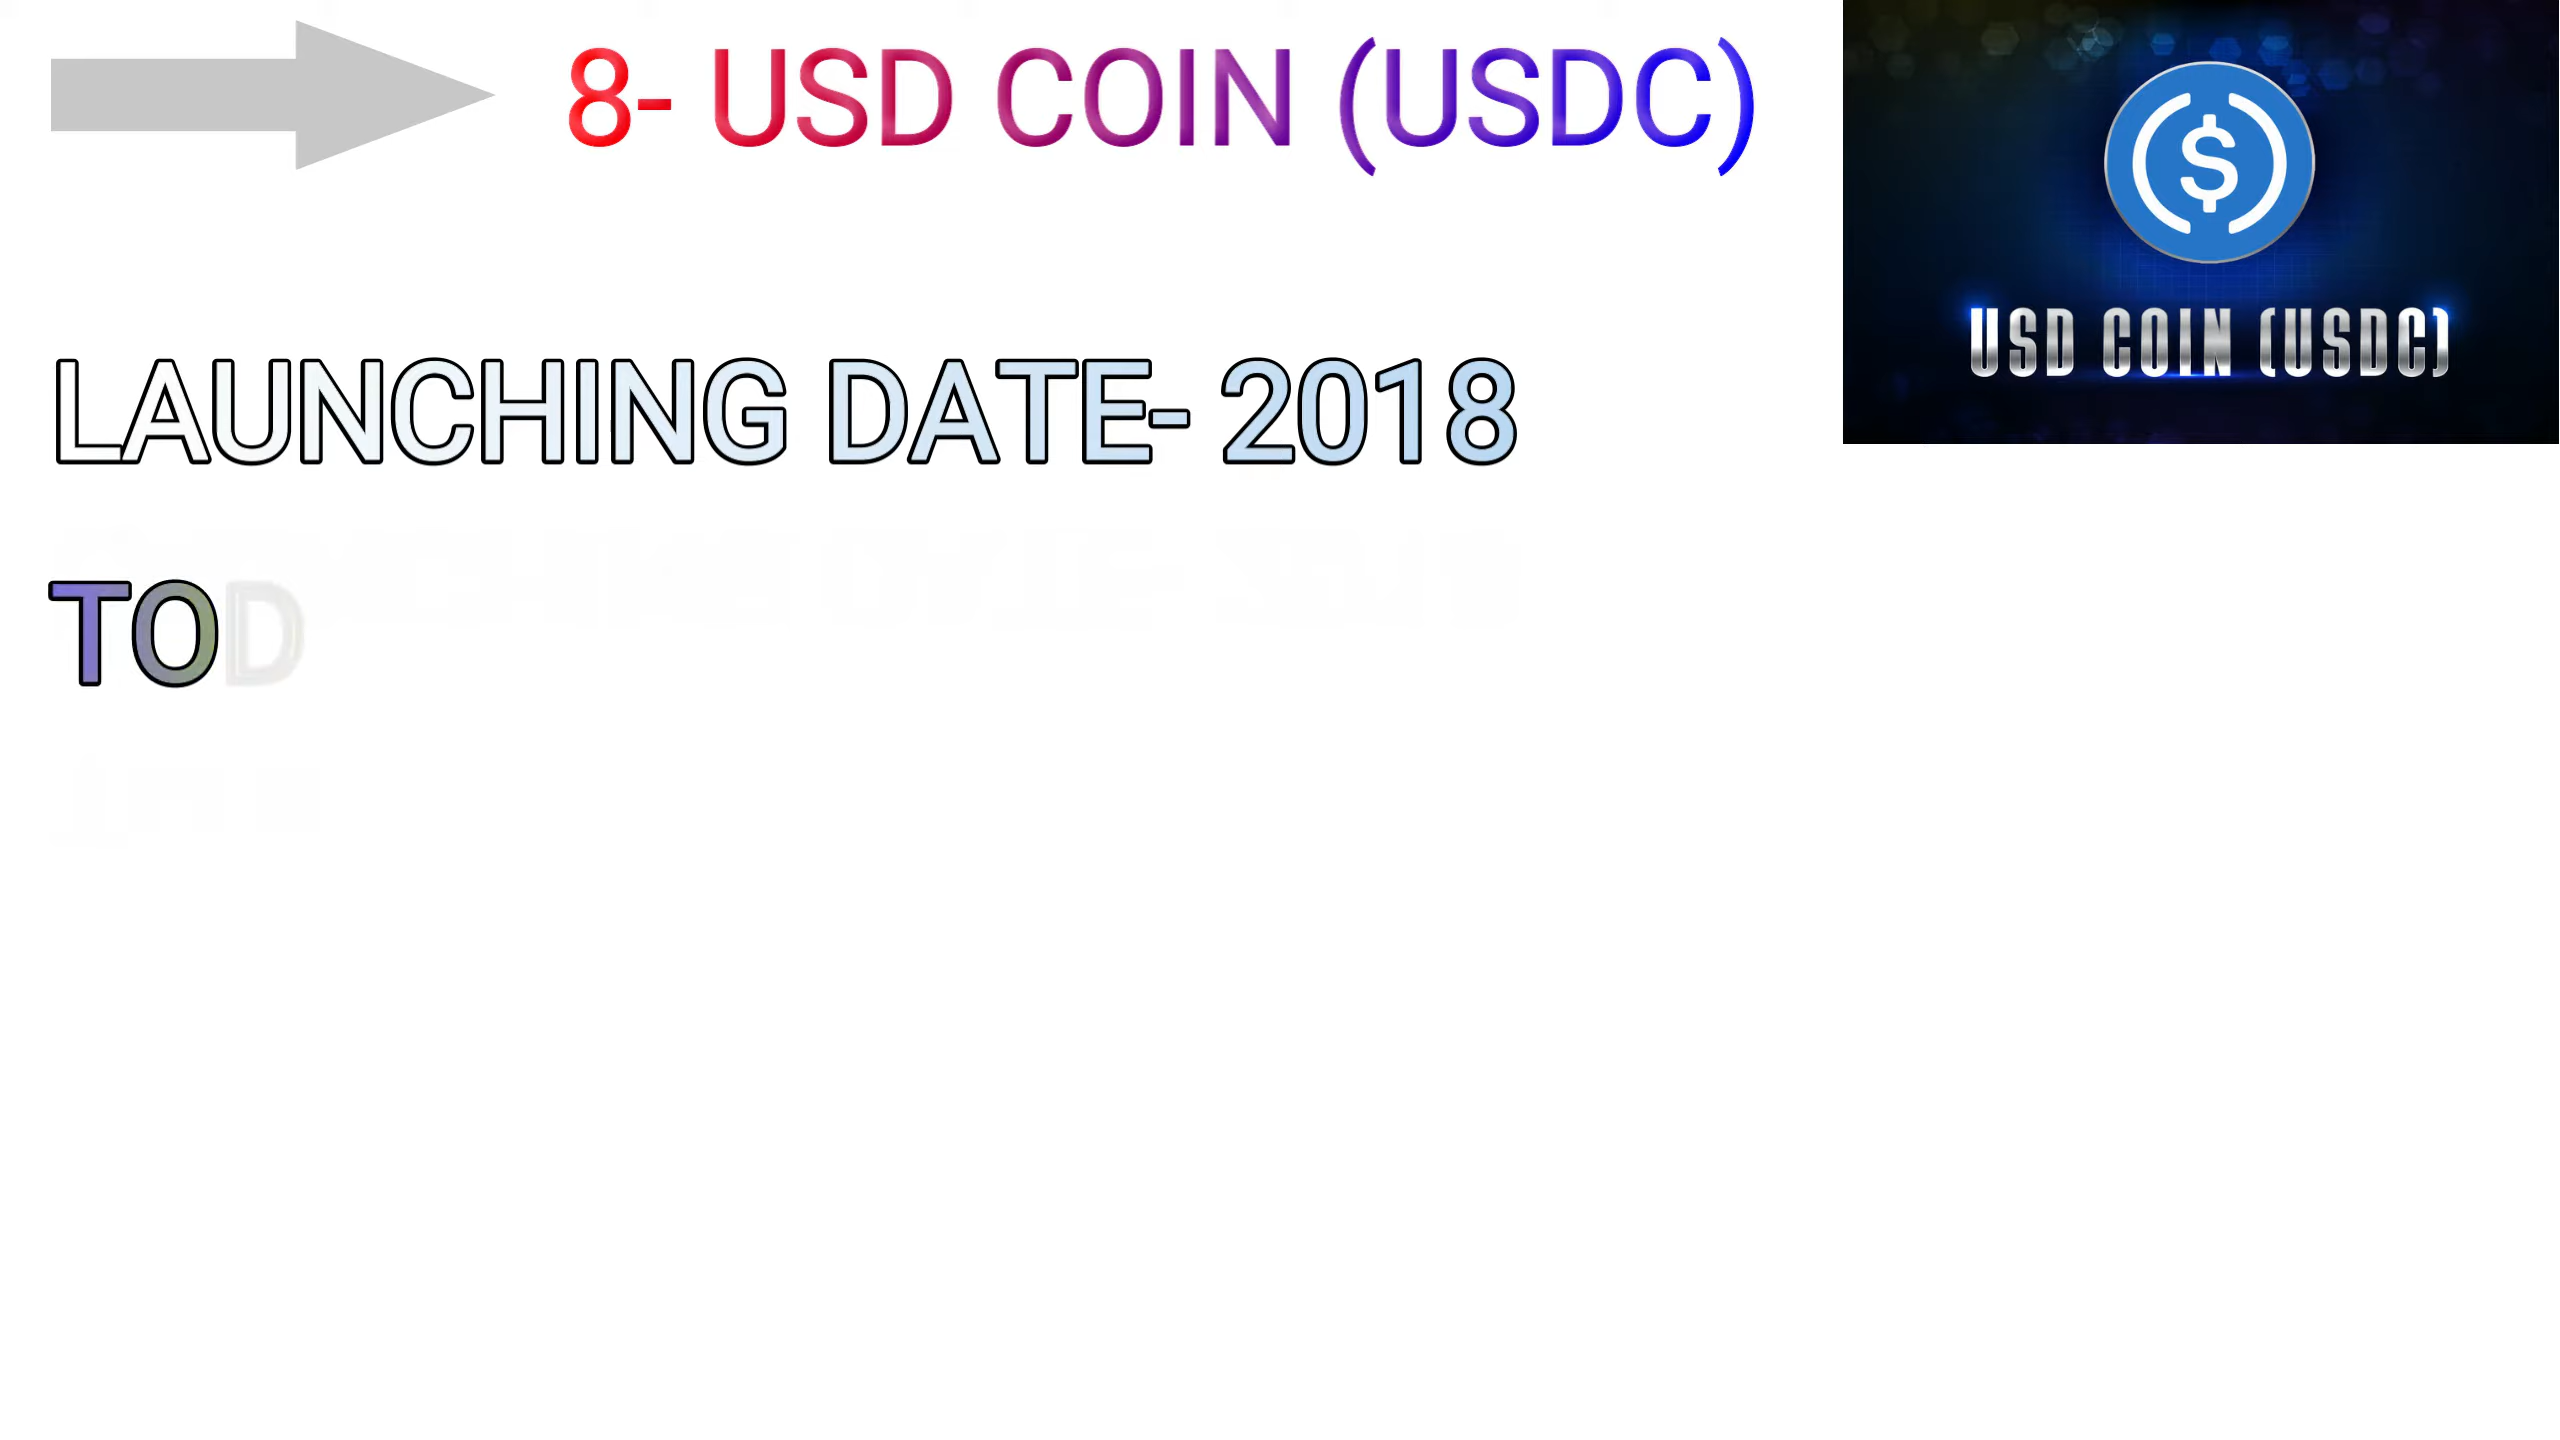 8- USD COIN (USDC)
USD COIN (USDC)
LAUNCHING DATE- 2018
TOD